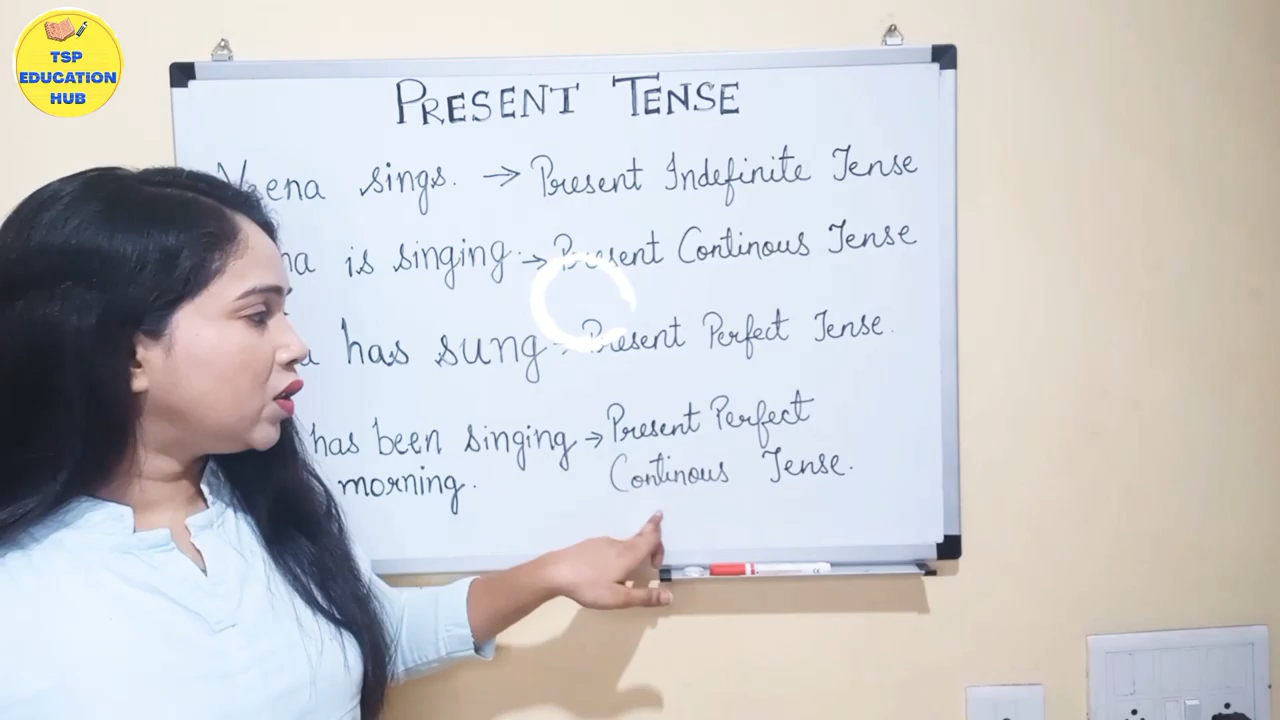 TSP
EDUCATION
HUB
PRESENT TENSE
Veena sings. → Present Indefinite Tense
is singing. → Present Continous Tense
has sung → Present Perfect Tense.
has been singing → Present Perfect
morning. Continous Tense.